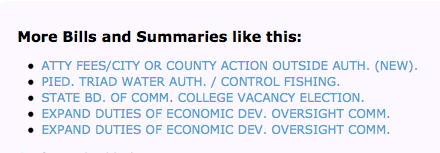 More Bills and Summaries like this:
ATTY FEES/CITY OR COUNTY ACTION OUTSIDE AUTH. (NEW).
PIED. TRIAD WATER AUTH. / CONTROL FISHING.
STATE BD. OF COMM. COLLEGE VACANCY ELECTION.
EXPAND DUTIES OF ECONOMIC DEV. OVERSIGHT COMM.
EXPAND DUTIES OF ECONOMIC DEV. OVERSIGHT COMM.